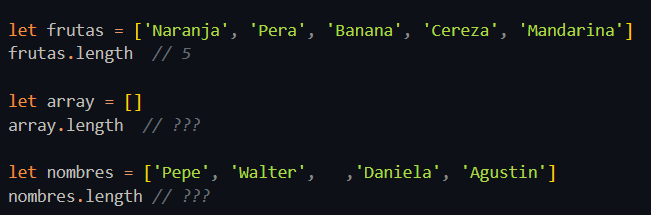 let frutas = ['Naranja', 'Pera', 'Banana', 'Cereza', 'Mandarina']
frutas.length  // 5
let array = []
array.length  // ???
let nombres = ['Pepe', 'Walter',   ,'Daniela', 'Agustin']
nombres.length // ???